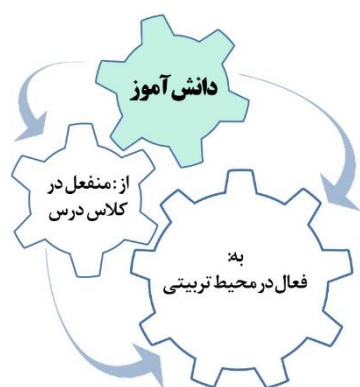 دانش‌آموز
از: منفعل در
کلاس درس
به:
فعال در محیط تربیتی